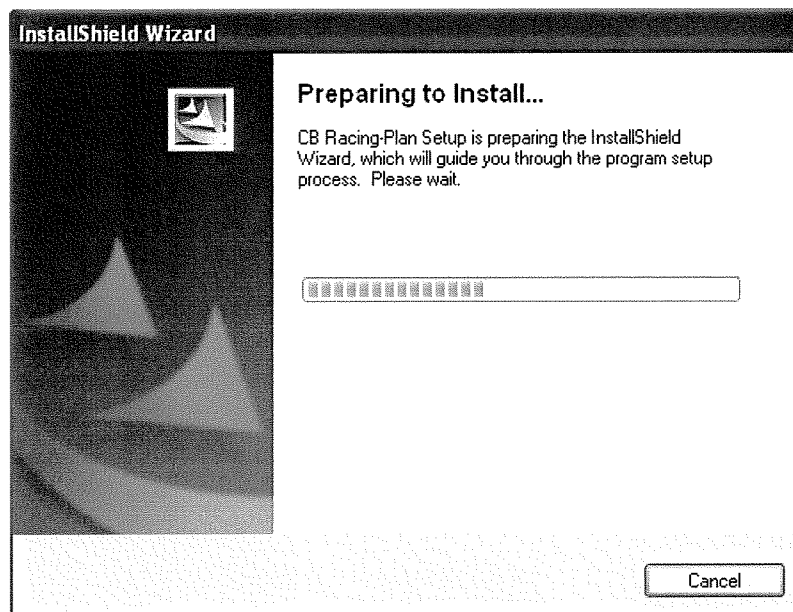 InstallShield Wizard
Preparing to Install...
CB Racing-Plan Setup is preparing the InstallShield
Wizard, which will guide you through the program setup
process. Please wait.
Cancel